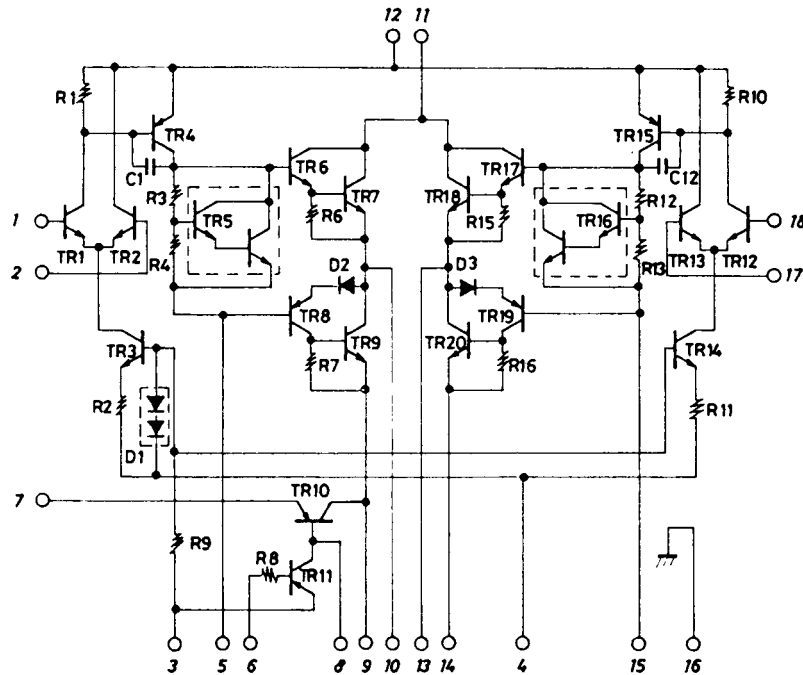 12 11
R1 R10
TR4 TR15
TR6 TR17
C1 C12
TR7 TR18
R3 R12
1 TR5 R6 R15 TR16 18
TR1 TR2 R4 D2 D3 R13 TR13 TR12
2 17
TR8 TR19
TR3 TR9 TR20 TR14
R7 R16
R2 R11
D1
7 TR10
R9 R8 TR11
3 5 6 8 9 10 13 14 4 15 16